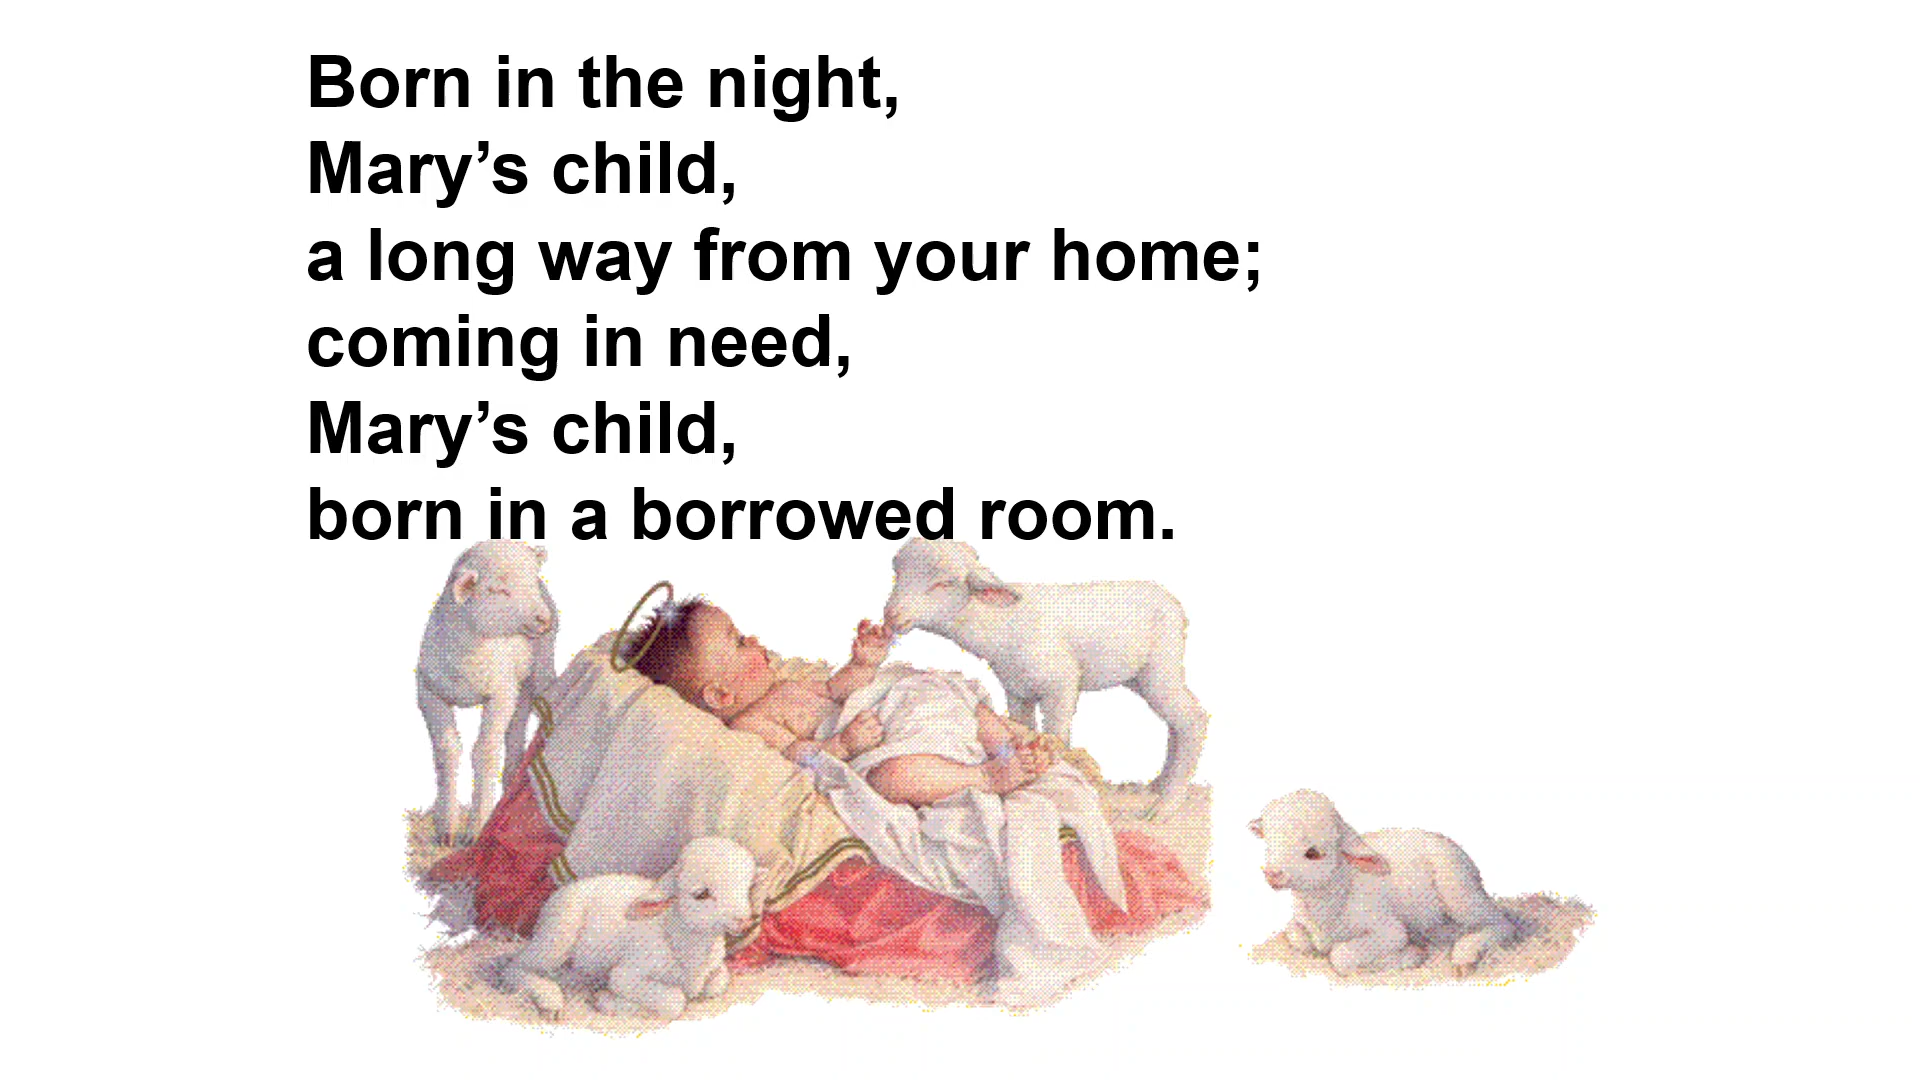 Born in the night,
Mary’s child,
a long way from your home;
coming in need,
Mary’s child,
born in a borrowed room.